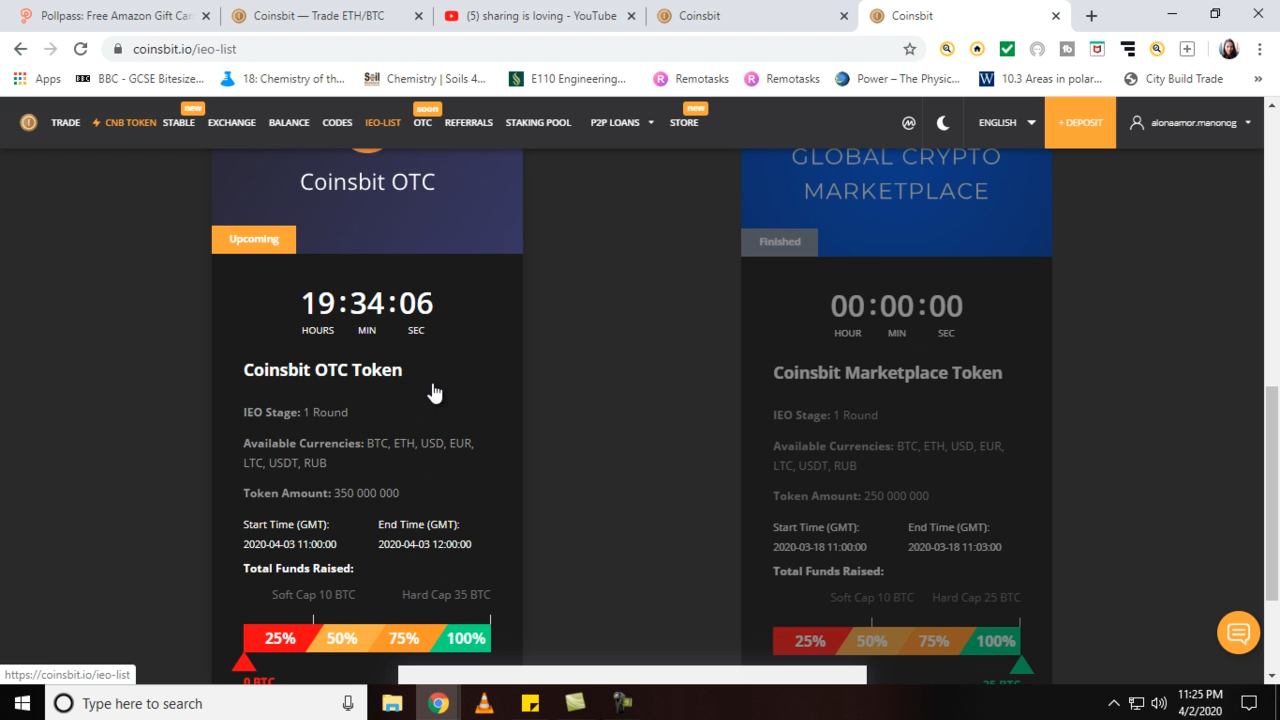 Pollpass: Free Amazon Gift Car
Coinsbit — Trade ETH/BTC
(5) sharing is loving - YouTube
Coinsbit
Coinsbit
coinsbit.io/ieo-list
Apps
BBC - GCSE Bitesize...
18: Chemistry of th...
Chemistry | Soils 4...
E110 Engineering...
Remotasks
Remotasks
Power – The Physic...
10.3 Areas in polar...
City Build Trade
»
TRADE
CNB TOKEN
STABLE
new
EXCHANGE
BALANCE
CODES
IEO-LIST
OTC
soon
REFERRALS
STAKING POOL
P2P LOANS
STORE
new
ENGLISH
+ DEPOSIT
alonaamor.manonog
Coinsbit OTC
Upcoming
19:34:06
HOURS MIN SEC
Coinsbit OTC Token
IEO Stage: 1 Round
Available Currencies: BTC, ETH, USD, EUR,
LTC, USDT, RUB
Token Amount: 350 000 000
Start Time (GMT): End Time (GMT):
2020-04-03 11:00:00 2020-04-03 12:00:00
Total Funds Raised:
Soft Cap 10 BTC Hard Cap 35 BTC
25% 50% 75% 100%
0 BTC
GLOBAL CRYPTO
MARKETPLACE
Finished
00:00:00
HOUR MIN SEC
Coinsbit Marketplace Token
IEO Stage: 1 Round
Available Currencies: BTC, ETH, USD, EUR,
LTC, USDT, RUB
Token Amount: 250 000 000
Start Time (GMT): End Time (GMT):
2020-03-18 11:00:00 2020-03-18 11:03:00
Total Funds Raised:
Soft Cap 10 BTC Hard Cap 25 BTC
25% 50% 75% 100%
25 BTC
https://coinsbit.io/ieo-list
Type here to search
11:25 PM
4/2/2020